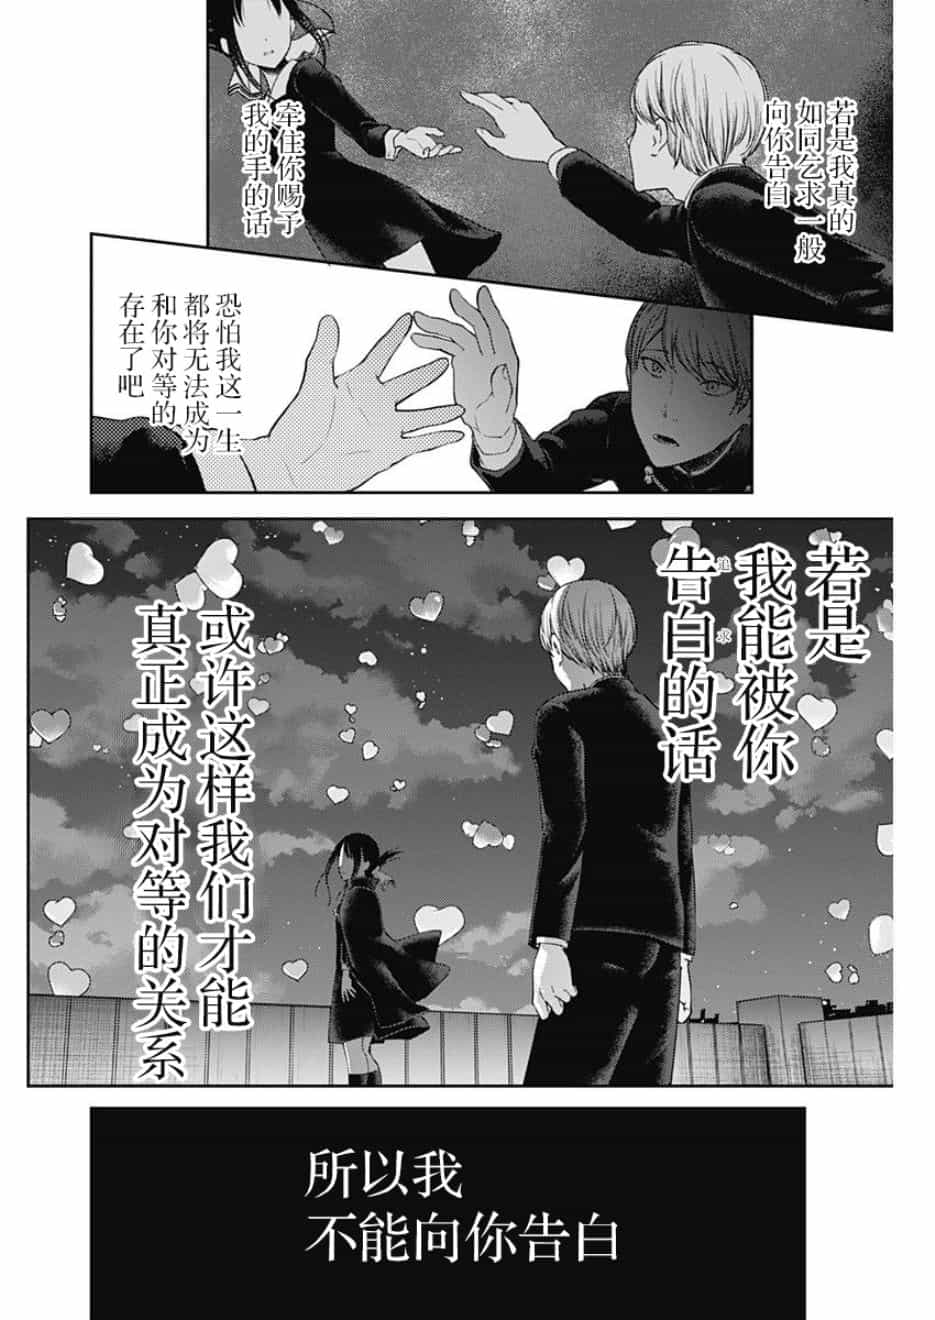 若是我真的
如同乞求一般
向你告白
牵住你赐予
我的手的话
恐怕我这一生
都将无法成为
和你对等的
存在了吧
若是
我能被你
追求
告白的话
或许这样我们才能
真正成为对等的关系
所以我
不能向你告白